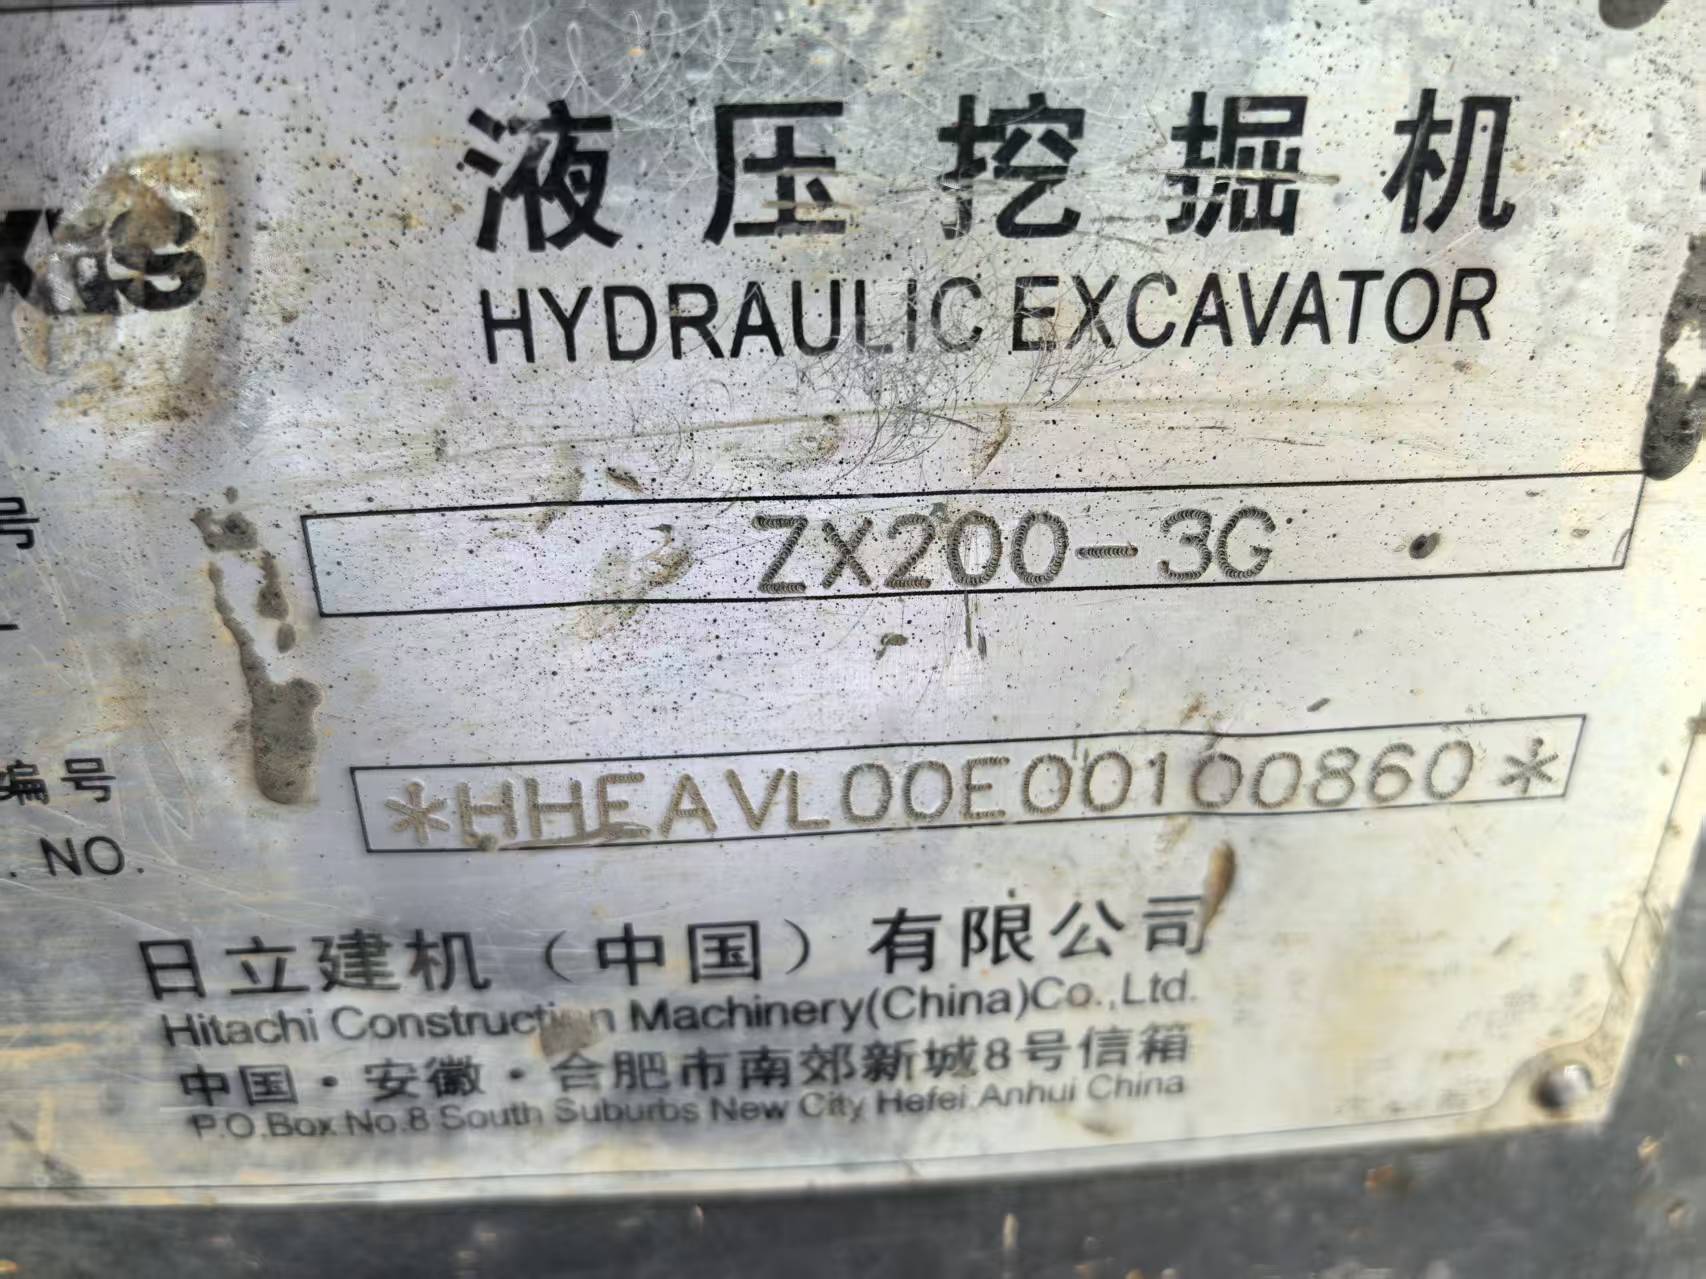 液压挖掘机
HYDRAULIC EXCAVATOR
号
ZX200-3G
编号
*HHEAVL00E00100860*
. NO.
日立建机（中国）有限公司
Hitachi Construction Machinery(China)Co.,Ltd.
中国·安徽·合肥市南郊新城8号信箱
P.O.Box No.8 South Suburbs New City Hefei.Anhui China